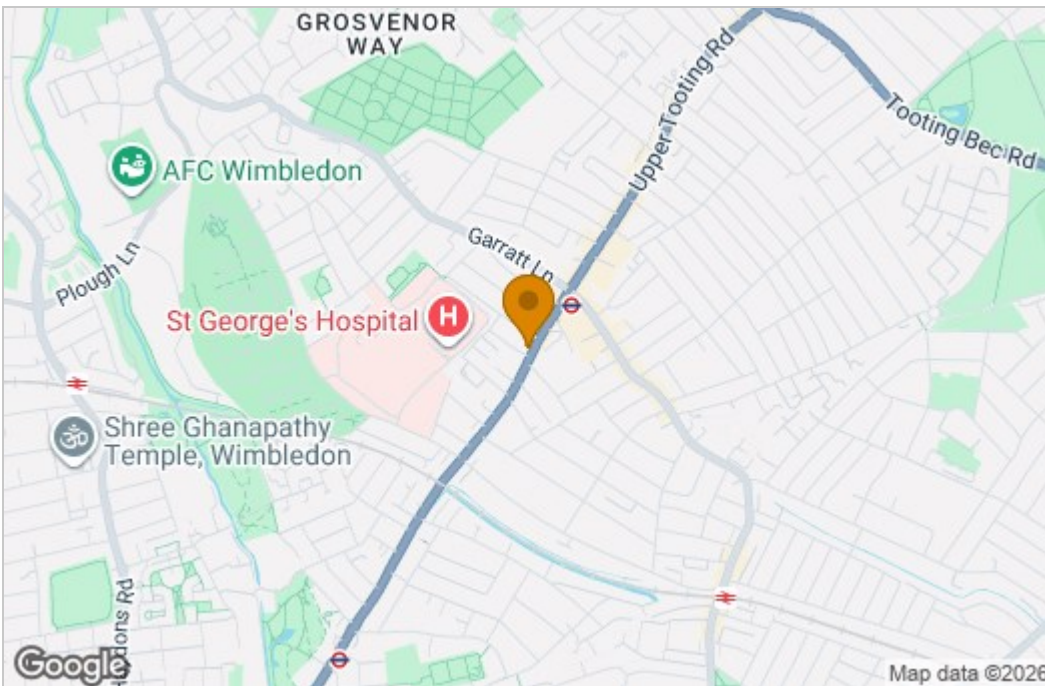 GROSVENOR
WAY
Upper Tooting Rd
Tooting Bec Rd
AFC Wimbledon
Garratt Ln
Plough Ln
St George's Hospital
H
Shree Ghanapathy
Temple, Wimbledon
Google
Map data ©2026